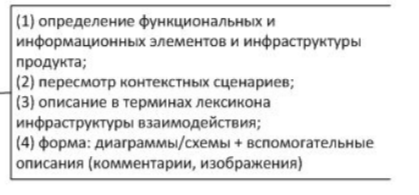 (1) определение функциональных и
информационных элементов и инфраструктуры
продукта;
(2) пересмотр контекстных сценариев;
(3) описание в терминах лексикона
инфраструктуры взаимодействия;
(4) форма: диаграммы/схемы + вспомогательные
описания (комментарии, изображения)